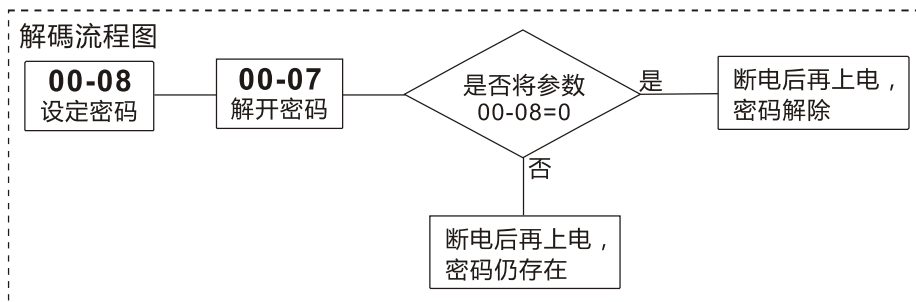 解碼流程图
00-08
设定密码
00-07
解开密码
是否将参数
00-08=0
是
断电后再上电，
密码解除
否
断电后再上电，
密码仍存在